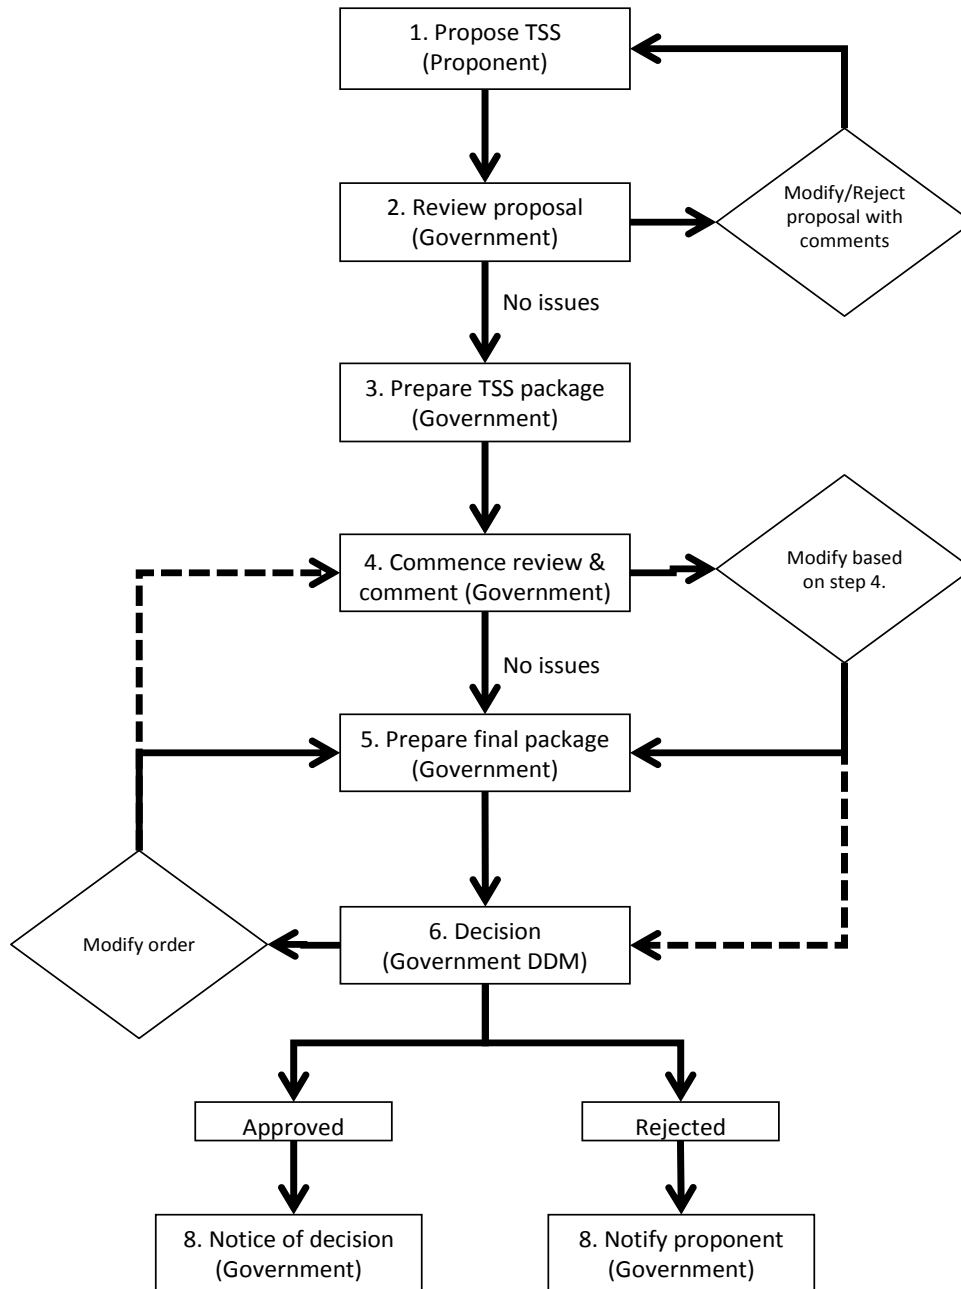 1. Propose TSS
(Proponent)
Modify/Reject
proposal with
comments
2. Review proposal
(Government)
No issues
3. Prepare TSS package
(Government)
4. Commence review &
comment (Government)
Modify based
on step 4.
No issues
5. Prepare final package
(Government)
Modify order
6. Decision
(Government DDM)
Approved
Rejected
8. Notice of decision
(Government)
8. Notify proponent
(Government)